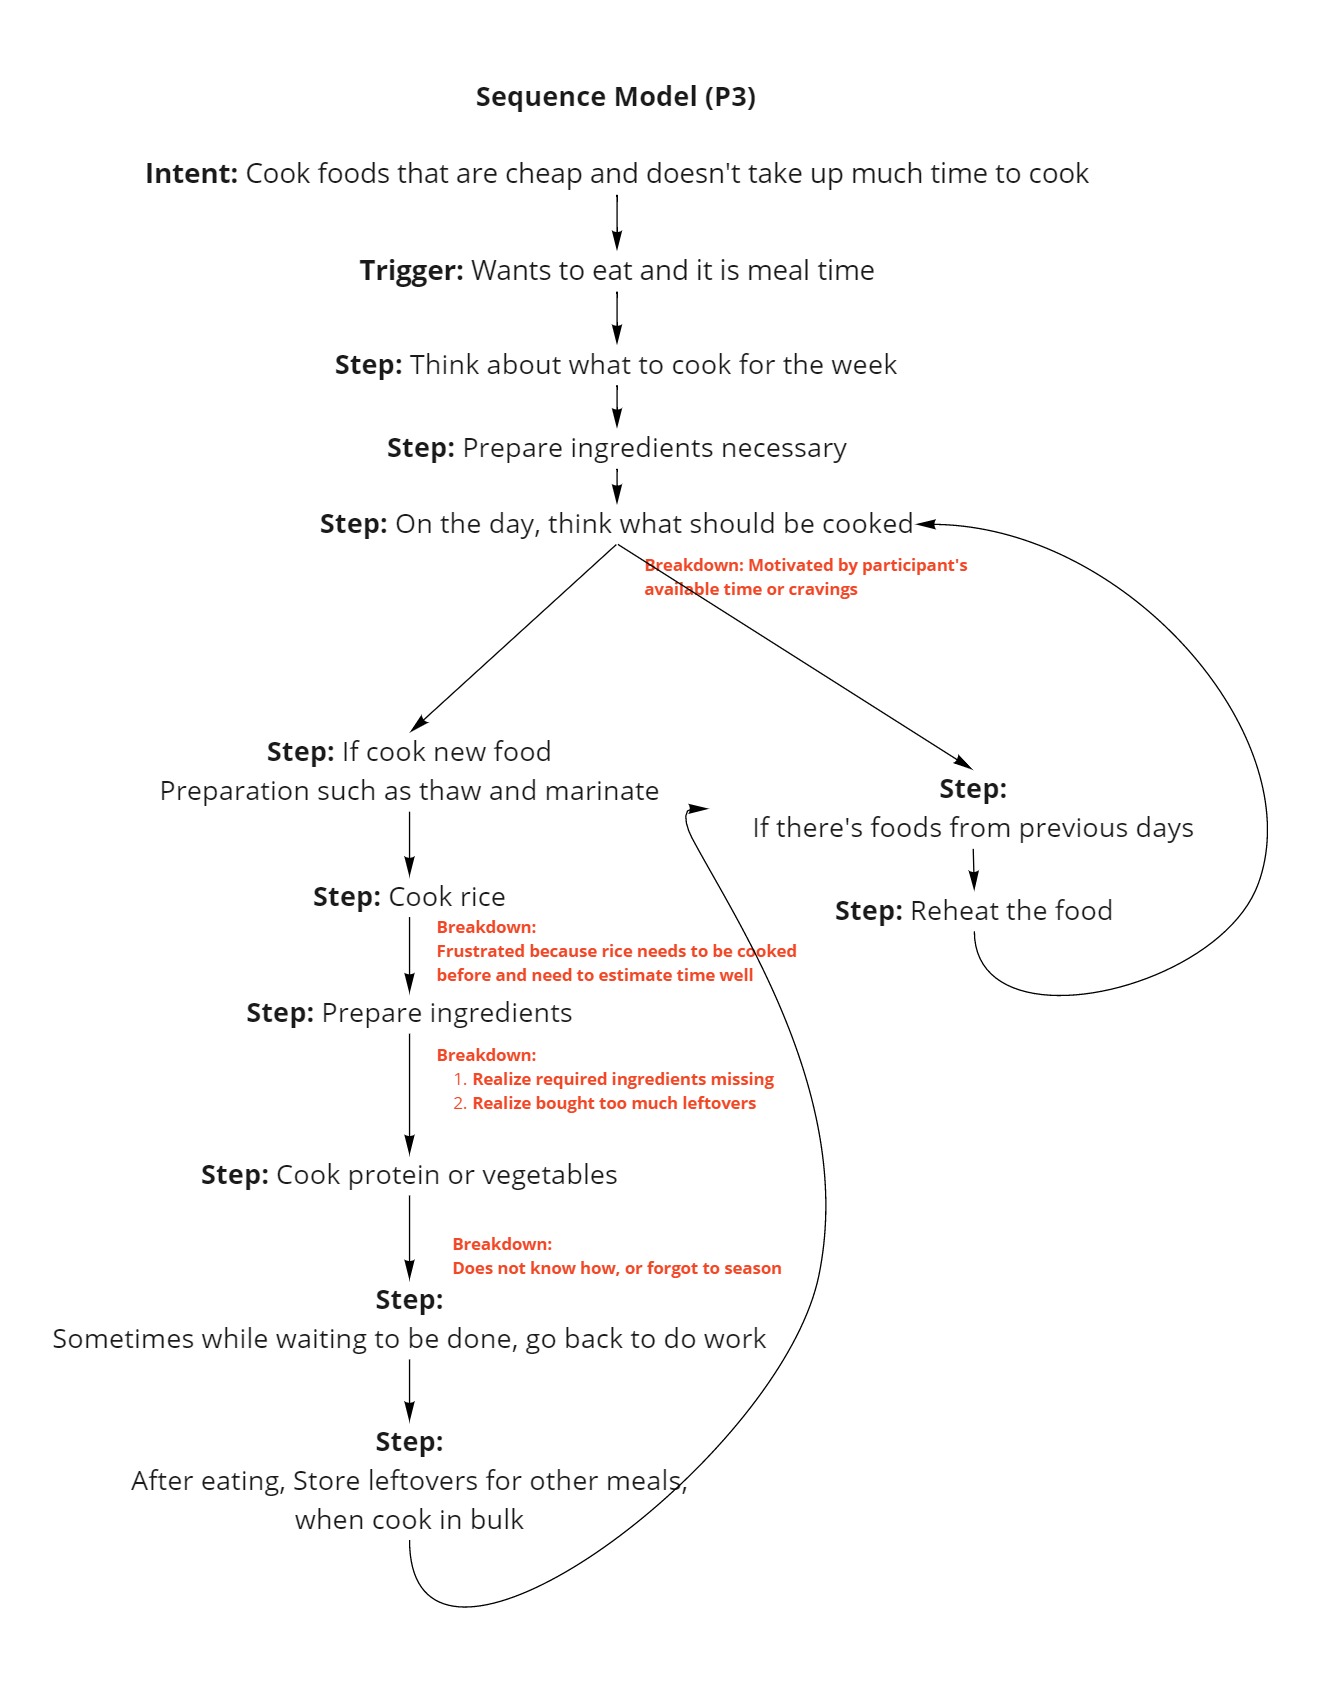 Sequence Model (P3)
Intent: Cook foods that are cheap and doesn't take up much time to cook
Trigger: Wants to eat and it is meal time
Step: Think about what to cook for the week
Step: Prepare ingredients necessary
Step: On the day, think what should be cooked
Breakdown: Motivated by participant's
available time or cravings
Step: If cook new food
Preparation such as thaw and marinate
Step: Cook rice
Breakdown:
Frustrated because rice needs to be cooked
before and need to estimate time well
Step: Prepare ingredients
Breakdown:
1. Realize required ingredients missing
2. Realize bought too much leftovers
Step: Cook protein or vegetables
Breakdown:
Does not know how, or forgot to season
Step:
Sometimes while waiting to be done, go back to do work
Step:
After eating, Store leftovers for other meals,
when cook in bulk
Step:
If there's foods from previous days
Step: Reheat the food